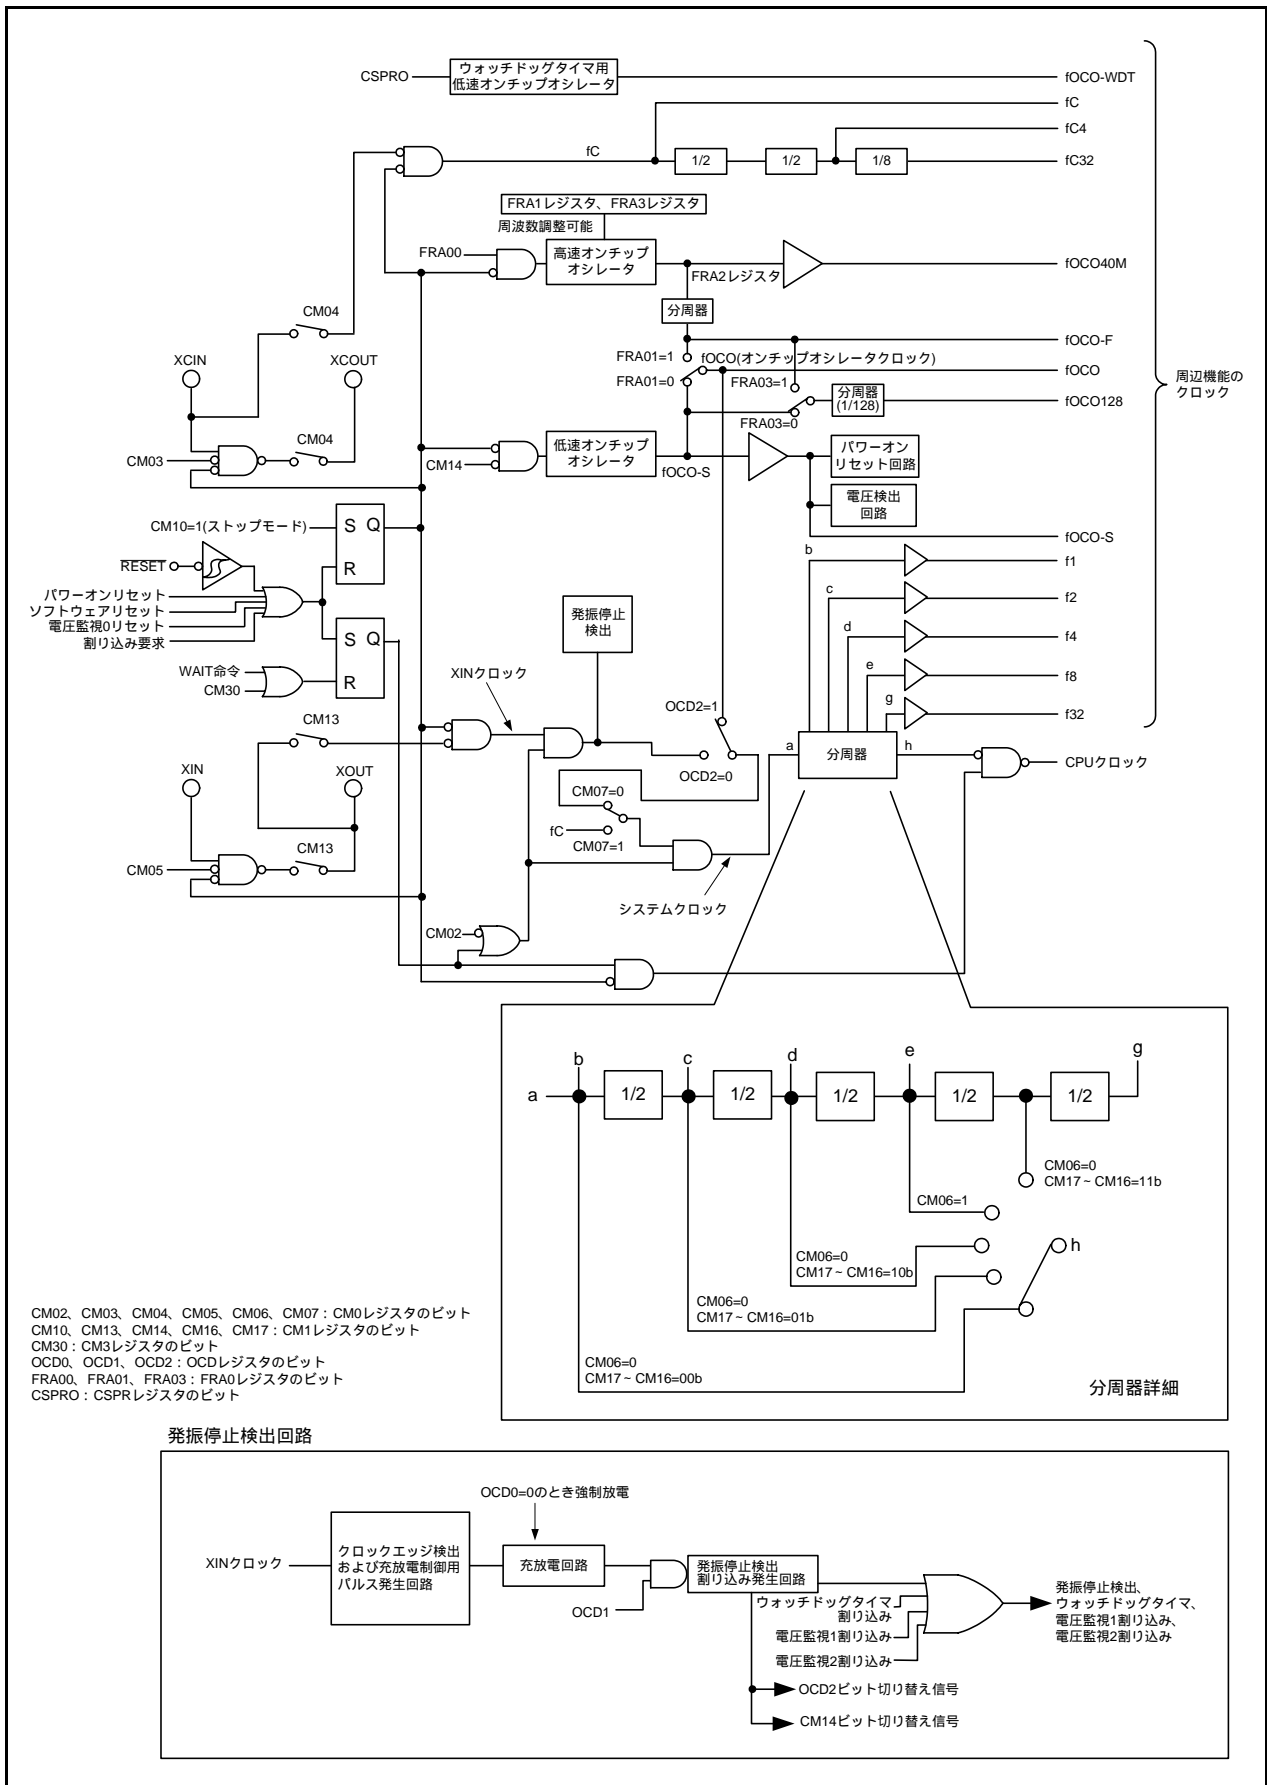 CSPRO
ウォッチドッグタイマ用
低速オンチップオシレータ
fOCO-WDT
fC
fC4
fC
1/2
1/2
1/8
fC32
FRA1レジスタ、FRA3レジスタ
周波数調整可能
FRA00
高速オンチップ
オシレータ
FRA2レジスタ
fOCO40M
分周器
CM04
fOCO-F
FRA01=1
fOCO(オンチップオシレータクロック)
fOCO
XCIN
XCOUT
FRA01=0
FRA03=1
周辺機能の
クロック
分周器
(1/128)
fOCO128
FRA03=0
CM04
CM03
CM14
低速オンチップ
オシレータ
fOCO-S
パワーオン
リセット回路
電圧検出
回路
CM10=1(ストップモード)
S Q
R
fOCO-S
RESET
b
f1
パワーオンリセット
ソフトウェアリセット
電圧監視0リセット
割り込み要求
c
f2
発振停止
検出
S Q
R
d
f4
WAIT命令
CM30
XINクロック
e
f8
g
f32
CM13
OCD2=1
a
分周器
h
CPUクロック
XIN
XOUT
OCD2=0
CM07=0
fC
CM07=1
CM13
CM05
システムクロック
CM02
b
c
d
e
g
a
1/2
1/2
1/2
1/2
1/2
CM06=0
CM17~CM16=11b
CM06=1
h
CM06=0
CM17~CM16=10b
CM06=0
CM17~CM16=01b
CM06=0
CM17~CM16=00b
分周器詳細
CM02、CM03、CM04、CM05、CM06、CM07：CM0レジスタのビット
CM10、CM13、CM14、CM16、CM17：CM1レジスタのビット
CM30：CM3レジスタのビット
OCD0、OCD1、OCD2：OCDレジスタのビット
FRA00、FRA01、FRA03：FRA0レジスタのビット
CSPRO：CSPRレジスタのビット
発振停止検出回路
OCD0=0のとき強制放電
XINクロック
クロックエッジ検出
および充放電制御用
パルス発生回路
充放電回路
OCD1
発振停止検出
割り込み発生回路
ウォッチドッグタイマ
割り込み
電圧監視1割り込み
電圧監視2割り込み
発振停止検出、
ウォッチドッグタイマ、
電圧監視1割り込み、
電圧監視2割り込み
OCD2ビット切り替え信号
CM14ビット切り替え信号